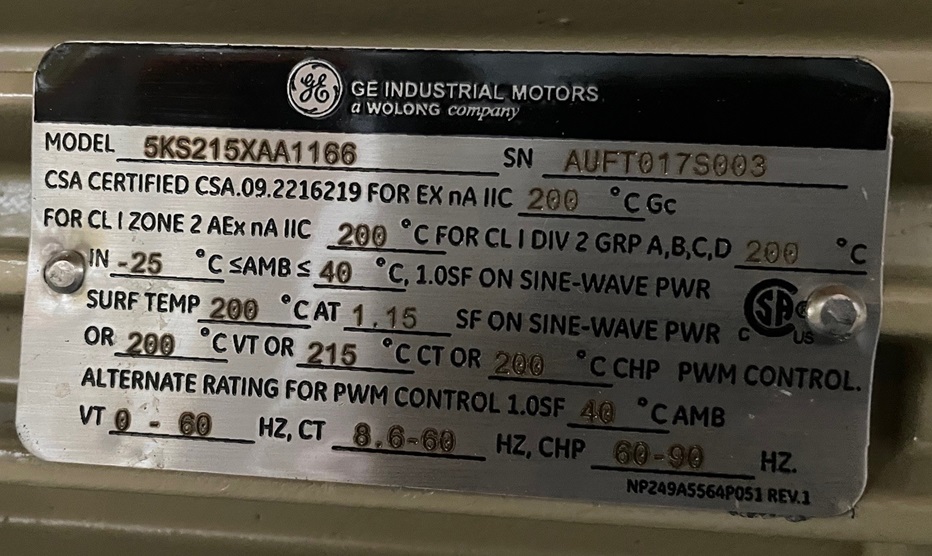 GE GE INDUSTRIAL MOTORS
a WOLONG company
MODEL 5KS215XAA1166 SN AUFT017S003
CSA CERTIFIED CSA.09.2216219 FOR EX nA IIC 200 °C Gc
FOR CL I ZONE 2 AEx nA IIC 200 °C FOR CL I DIV 2 GRP A,B,C,D 200 °C
IN -25 °C ≤AMB≤ 40 °C, 1.0SF ON SINE-WAVE PWR
SURF TEMP 200 °C AT 1.15 SF ON SINE-WAVE PWR C SA US
OR 200 °C VT OR 215 °C CT OR 200 °C CHP PWM CONTROL.
ALTERNATE RATING FOR PWM CONTROL 1.0SF 40 °C AMB
VT 0 - 60 HZ, CT 8.6-60 HZ, CHP 60-90 HZ.
NP249A5564P051 REV.1